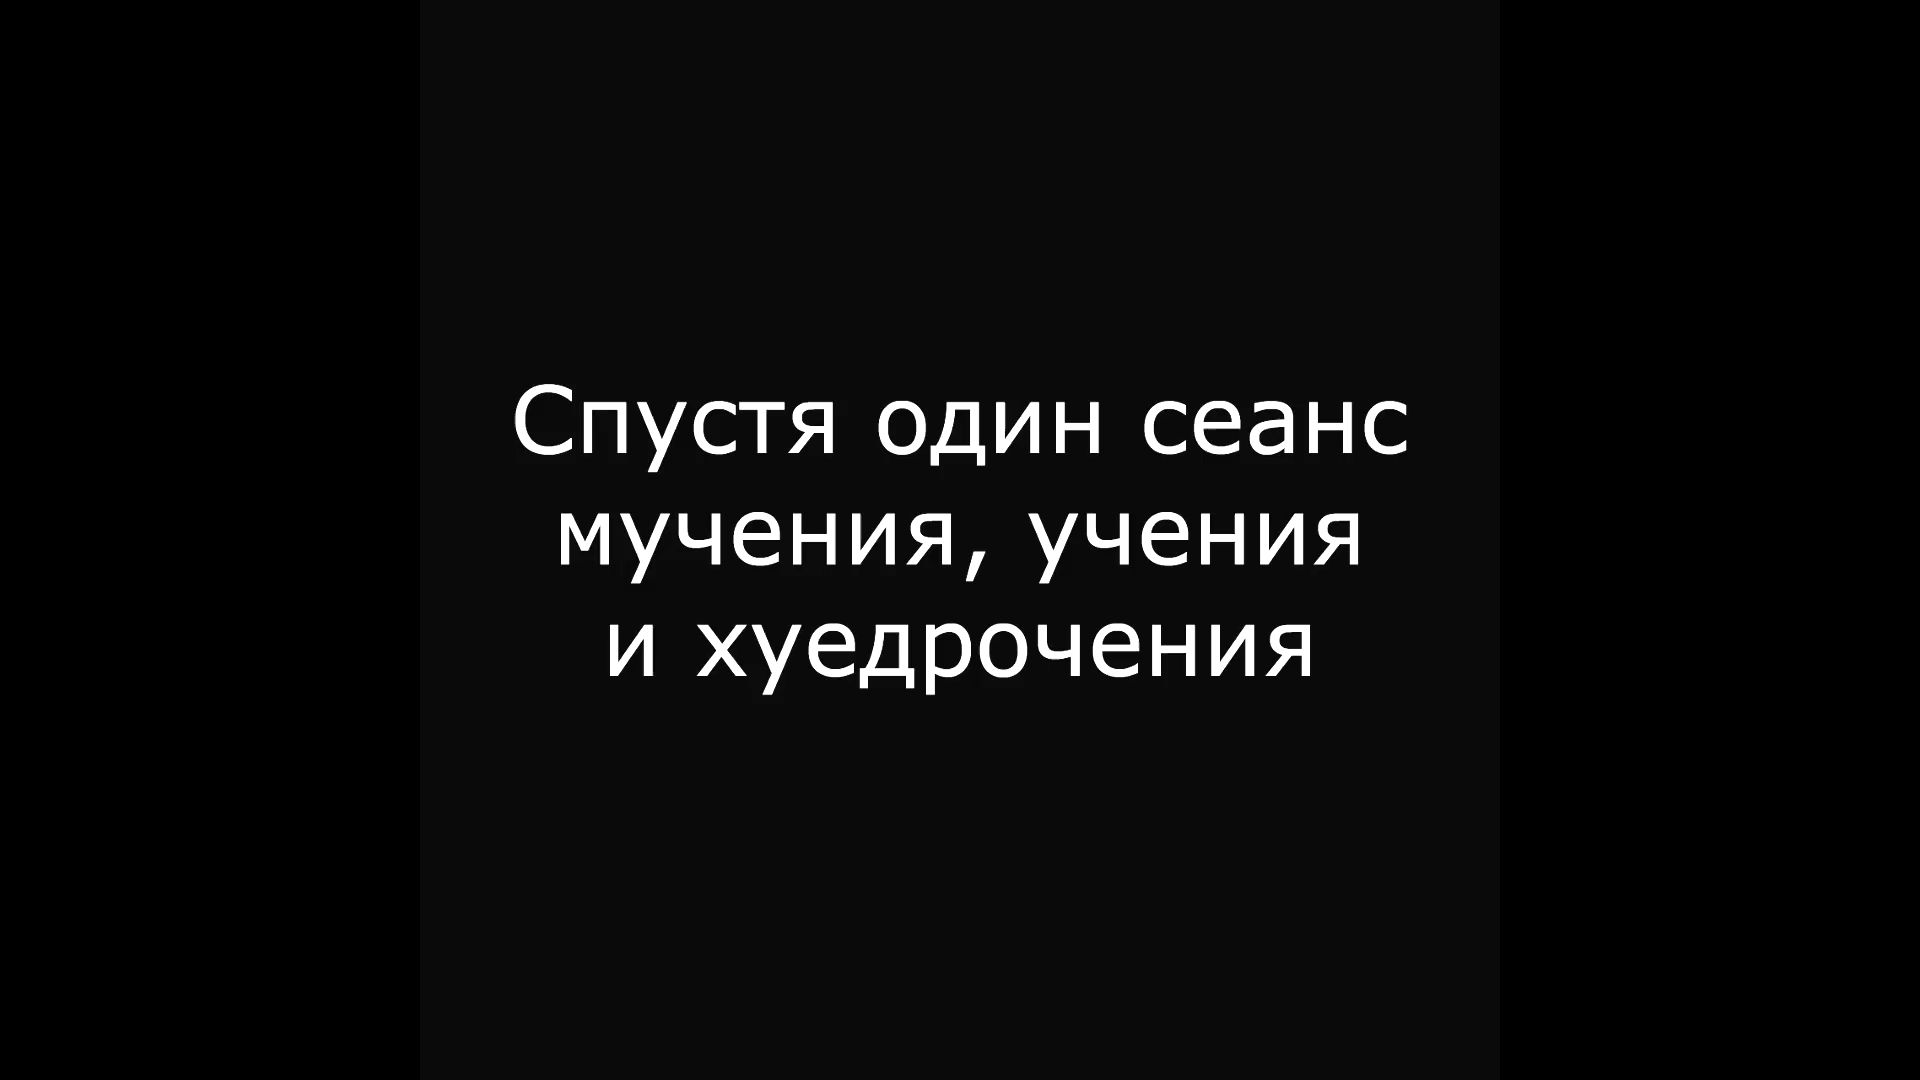 Спустя один сеанс
мучения, учения
и хуедрочения